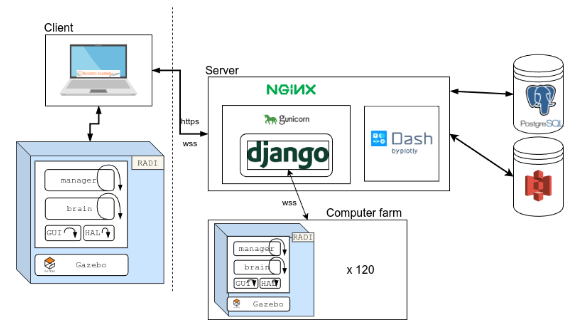 Client
Server
NGINX
https
wss
gunicorn
django
Dash
by plotly
PostgreSQL
RADI
manager
brain
GUI
HAL
Gazebo
wss
Computer farm
RADI
manager
brain
GUI
HAL
Gazebo
x 120